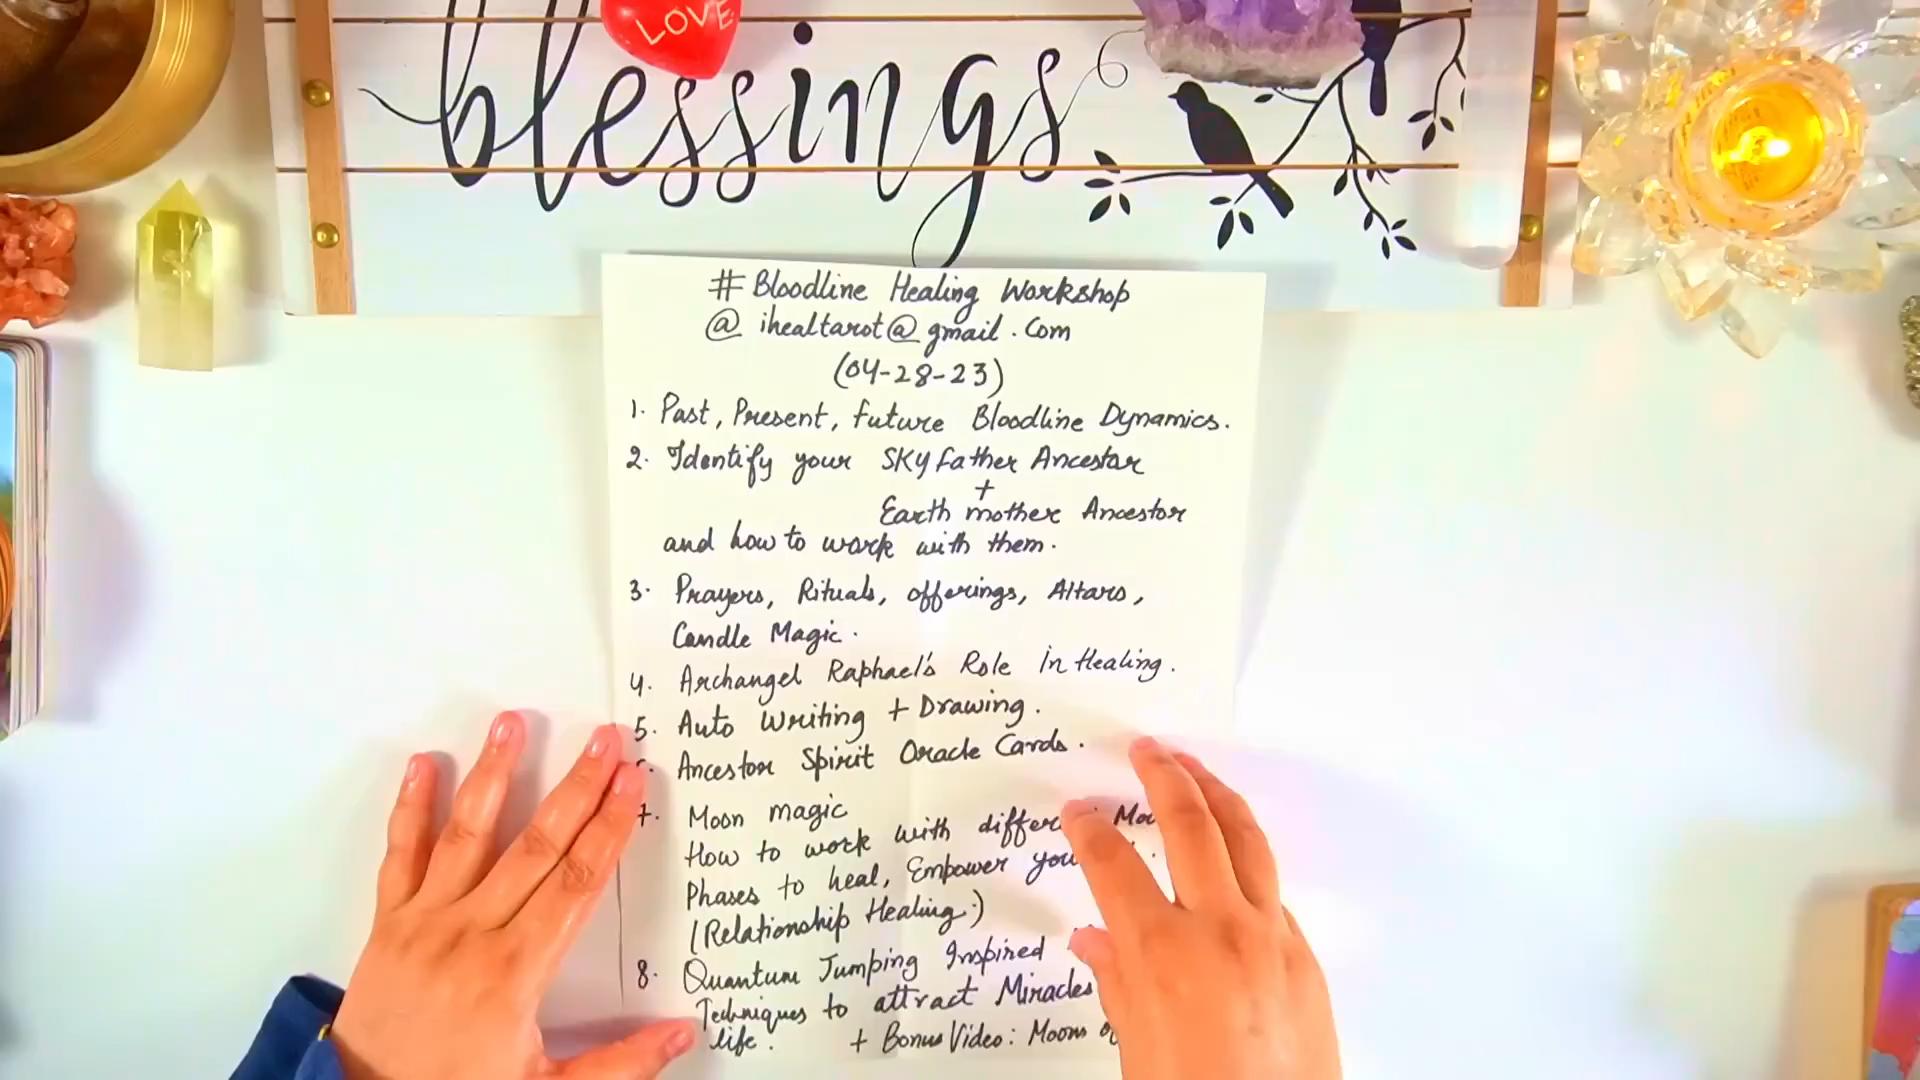 LOVE
blessings
# Bloodline Healing Workshop
@ ihealtarot@gmail.com
(04-28-23)
1. Past, Present, future Bloodline Dynamics.
2. Identify your SKY father Ancestar
+
Earth mother Ancestor
and how to work with them.
3. Prayers, Rituals, offerings, Altars,
Candle Magic.
4. Archangel Raphael's Role in Healing.
5. Auto Writing + Drawing.
Ancestor Spirit Oracle Cards.
7. Moon magic
How to work with
Phases to heal, Empower
(Relationship Healing.)
8. Quantum Jumping Inspired
Techniques to attract Miracles
life. + Bonus Video: Moons